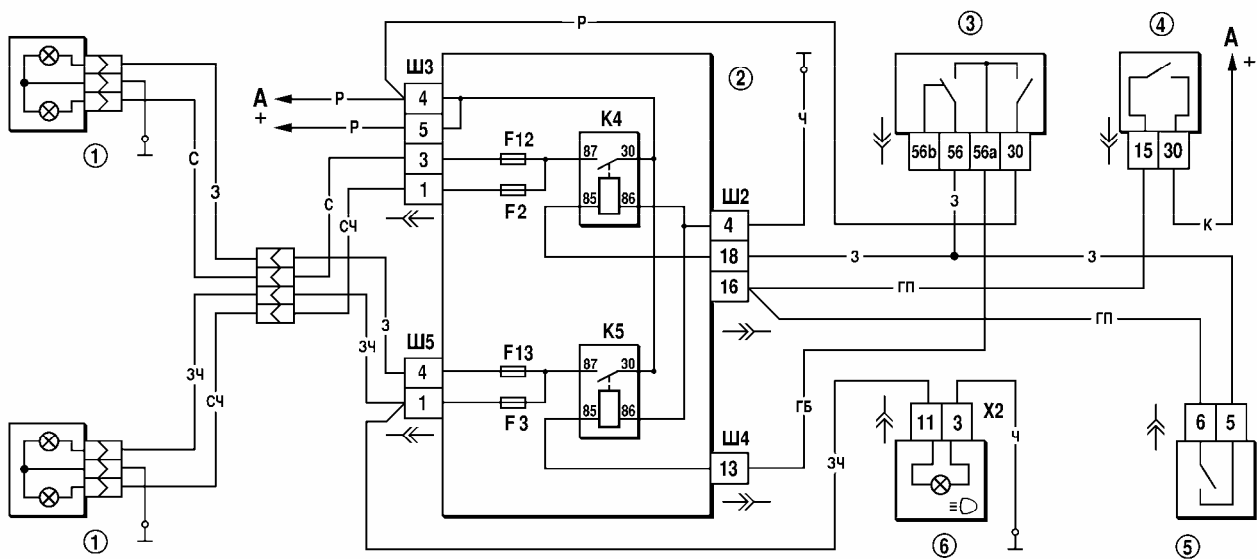 Р
3
4
А
+
Ш3
2
А
+
Р
Р
4
5
3
1
F12
F2
К4
87 30
85 86
Ч
56b 56 56a 30
15 30
К
1
С
З
С
СЧ
Ш2
4
18
16
З
З
З
ГП
ГП
З
ЗЧ
Ш5
4
1
F13
F3
К5
87 30
85 86
ЗЧ
СЧ
ГБ
11 3
Х2
6 5
Ш4
13
ЗЧ
Ч
1
6
5